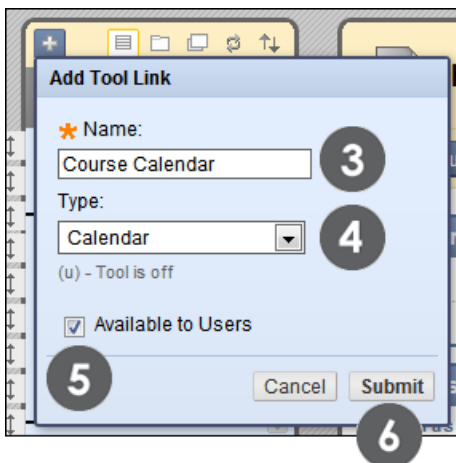 Add Tool Link
* Name:
Course Calendar
3
Type:
Calendar
4
(u) - Tool is off
Available to Users
5
Cancel Submit
6